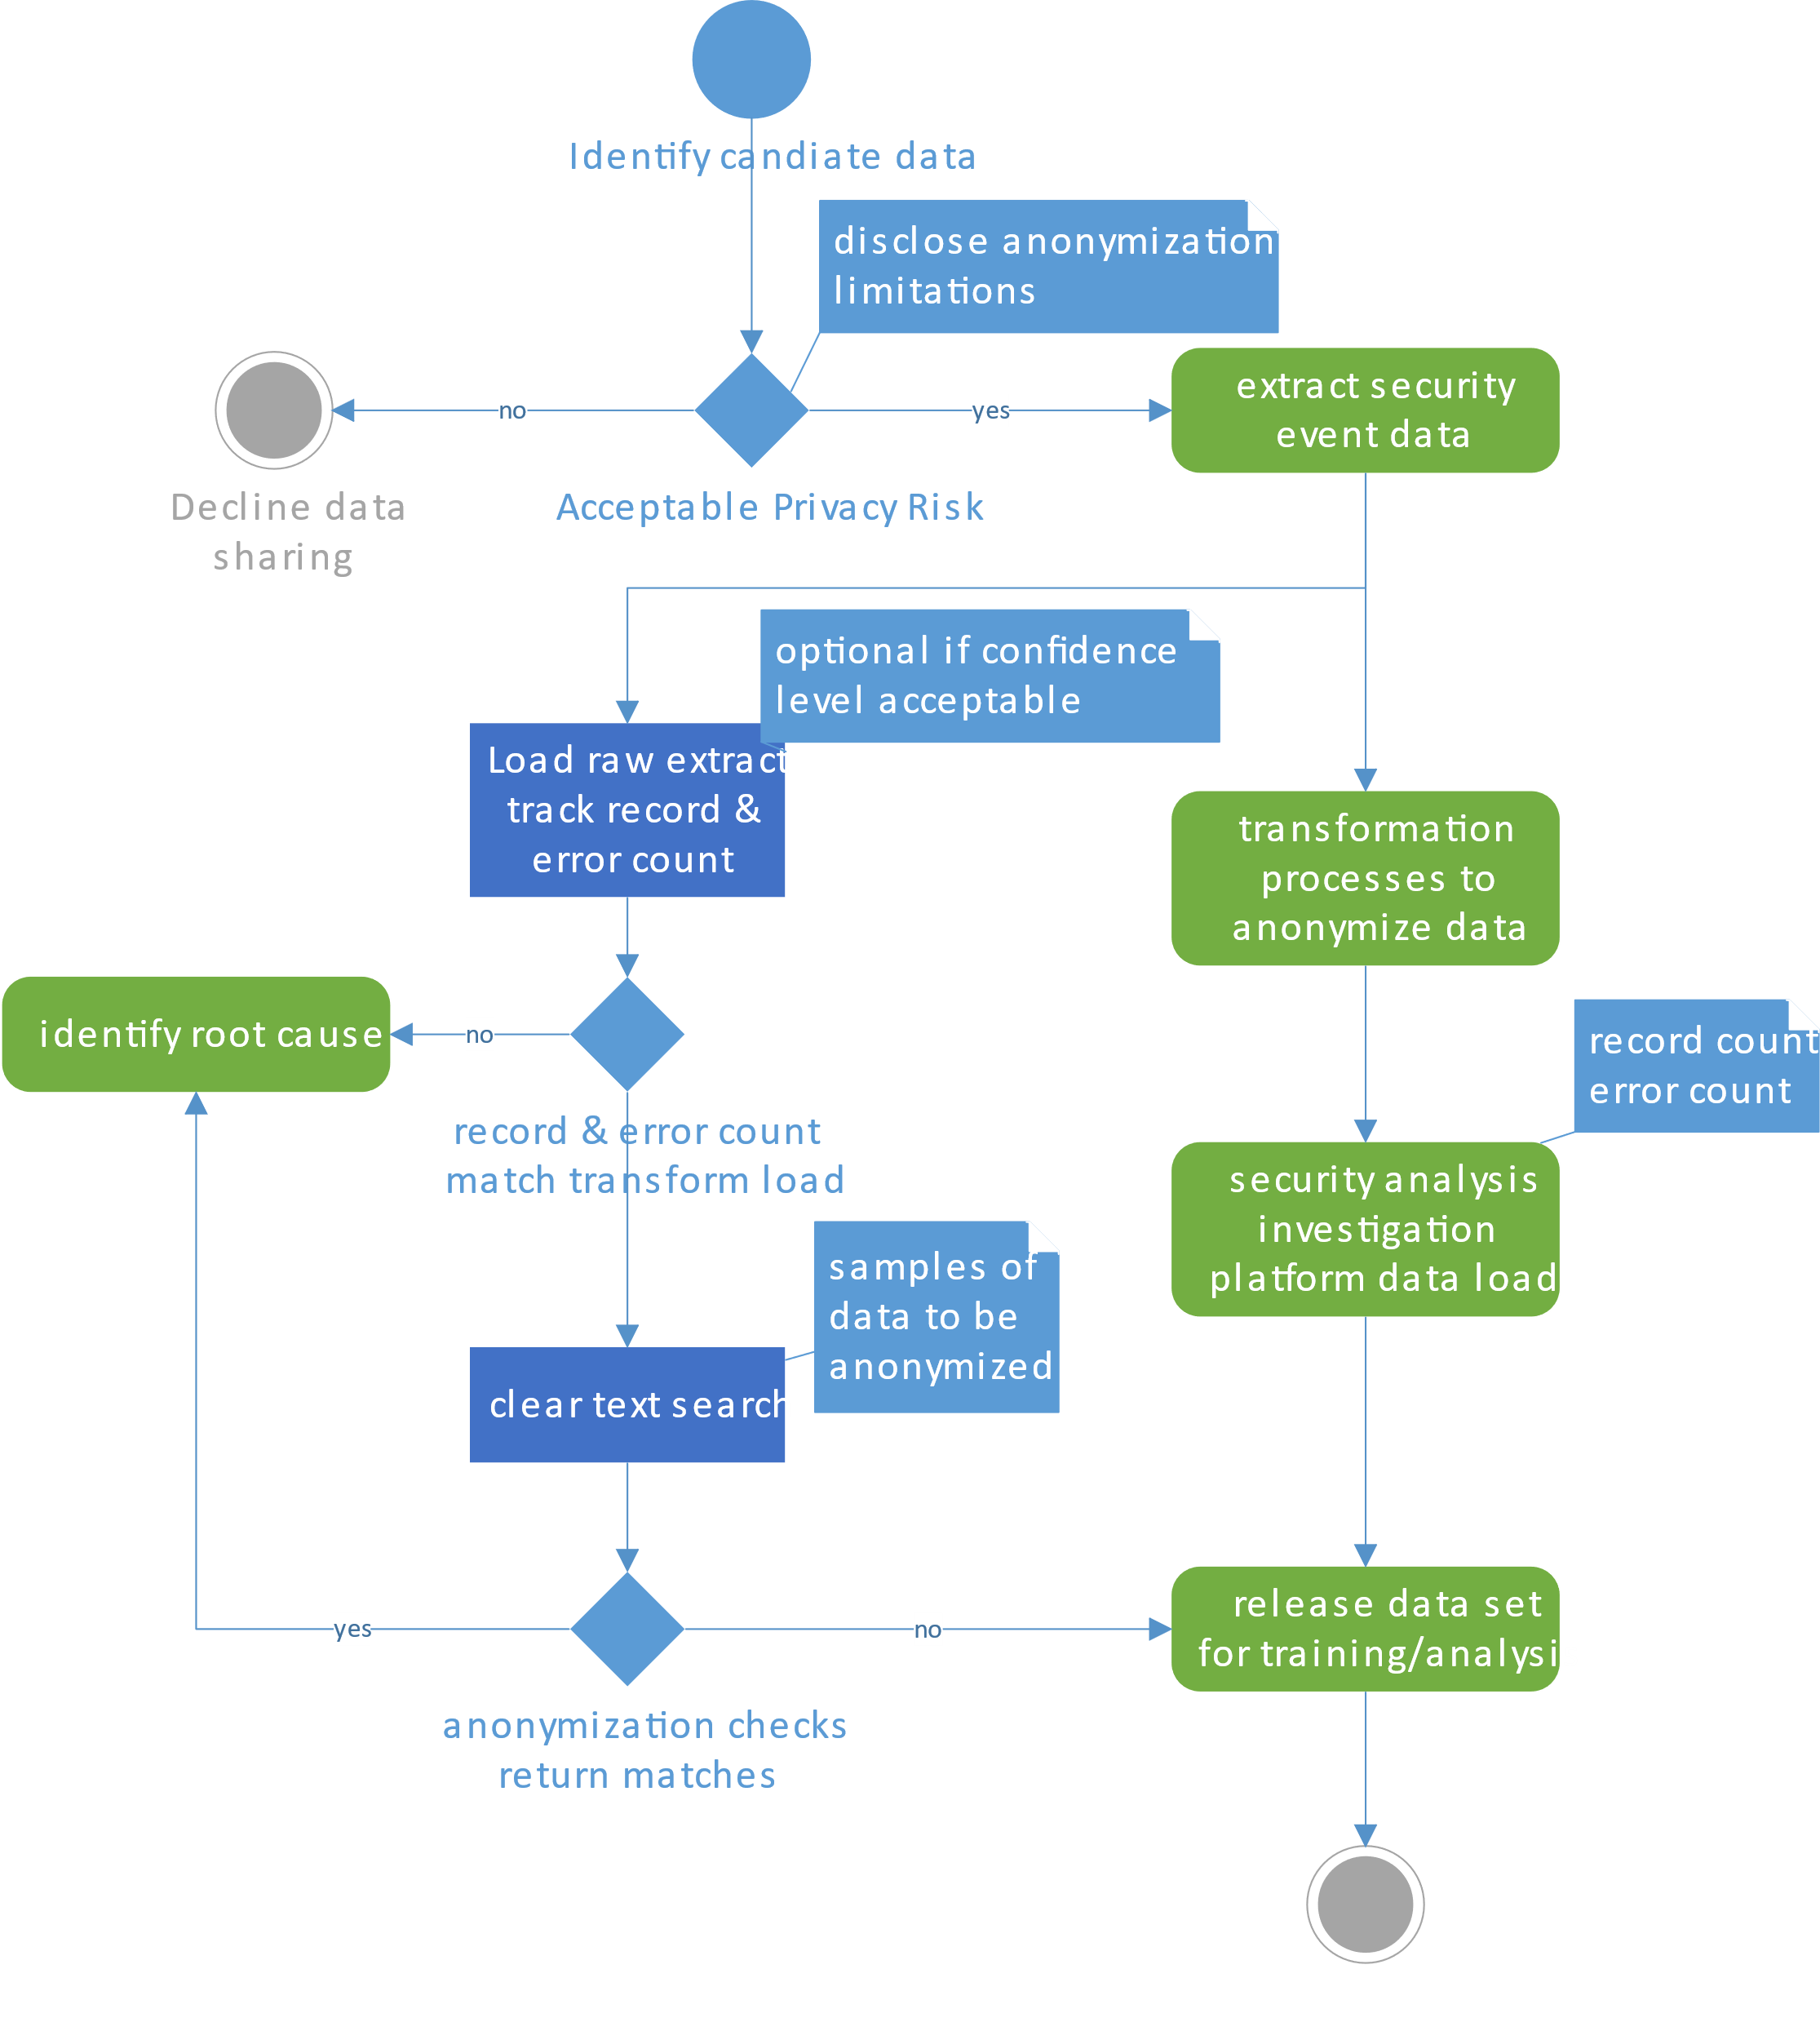 Identify candiate data
disclose anonymization
limitations
no
yes
extract security
event data
Decline data
sharing
Acceptable Privacy Risk
optional if confidence
level acceptable
Load raw extract
track record &
error count
transformation
processes to
anonymize data
identify root cause
no
record count
error count
record & error count
match transform load
security analysis
investigation
platform data load
samples of
data to be
anonymized
clear text search
release data set
for training/analysi
yes
no
anonymization checks
return matches